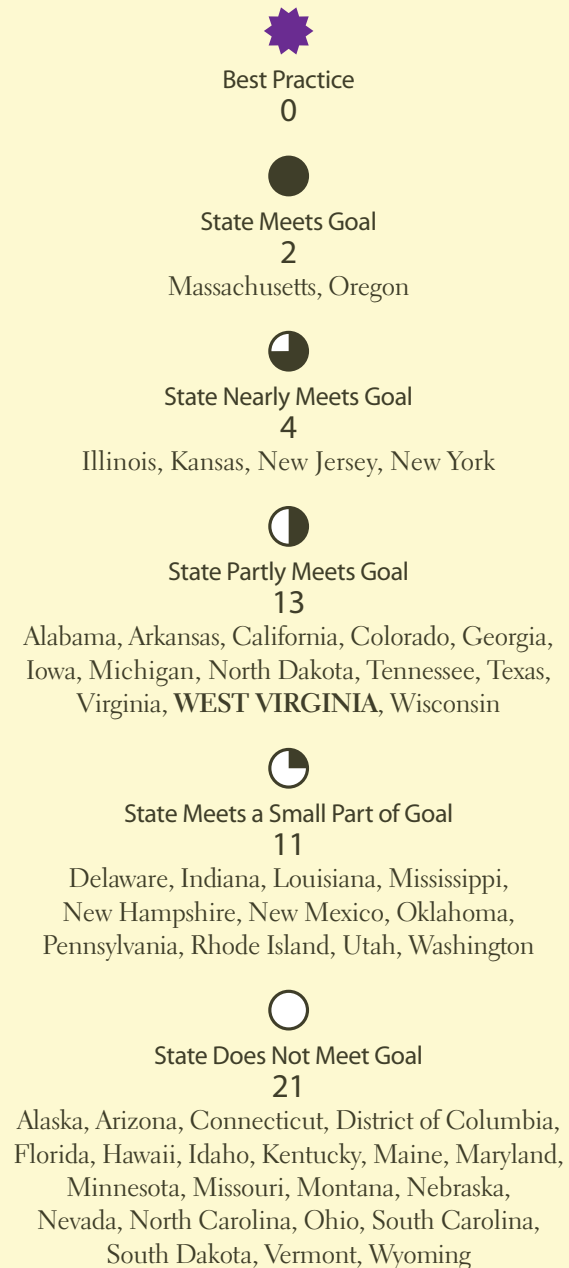 Best Practice
0
State Meets Goal
2
Massachusetts, Oregon
State Nearly Meets Goal
4
Illinois, Kansas, New Jersey, New York
State Partly Meets Goal
13
Alabama, Arkansas, California, Colorado, Georgia,
Iowa, Michigan, North Dakota, Tennessee, Texas,
Virginia, WEST VIRGINIA, Wisconsin
State Meets a Small Part of Goal
11
Delaware, Indiana, Louisiana, Mississippi,
New Hampshire, New Mexico, Oklahoma,
Pennsylvania, Rhode Island, Utah, Washington
State Does Not Meet Goal
21
Alaska, Arizona, Connecticut, District of Columbia,
Florida, Hawaii, Idaho, Kentucky, Maine, Maryland,
Minnesota, Missouri, Montana, Nebraska,
Nevada, North Carolina, Ohio, South Carolina,
South Dakota, Vermont, Wyoming